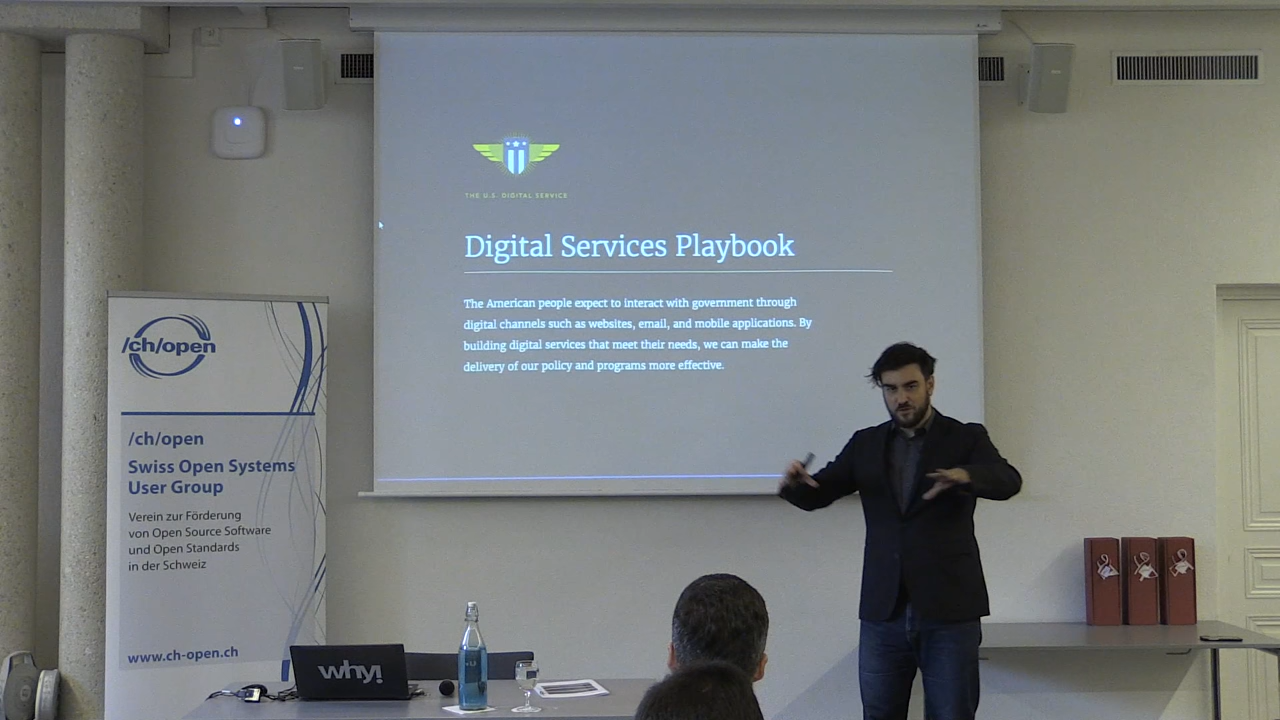 THE U.S. DIGITAL SERVICE
Digital Services Playbook
The American people expect to interact with government through
digital channels such as websites, email, and mobile applications. By
building digital services that meet their needs, we can make the
delivery of our policy and programs more effective.
/ch/open
/ch/open
Swiss Open Systems
User Group
Verein zur Förderung
von Open Source Software
und Open Standards
in der Schweiz
www.ch-open.ch
why!